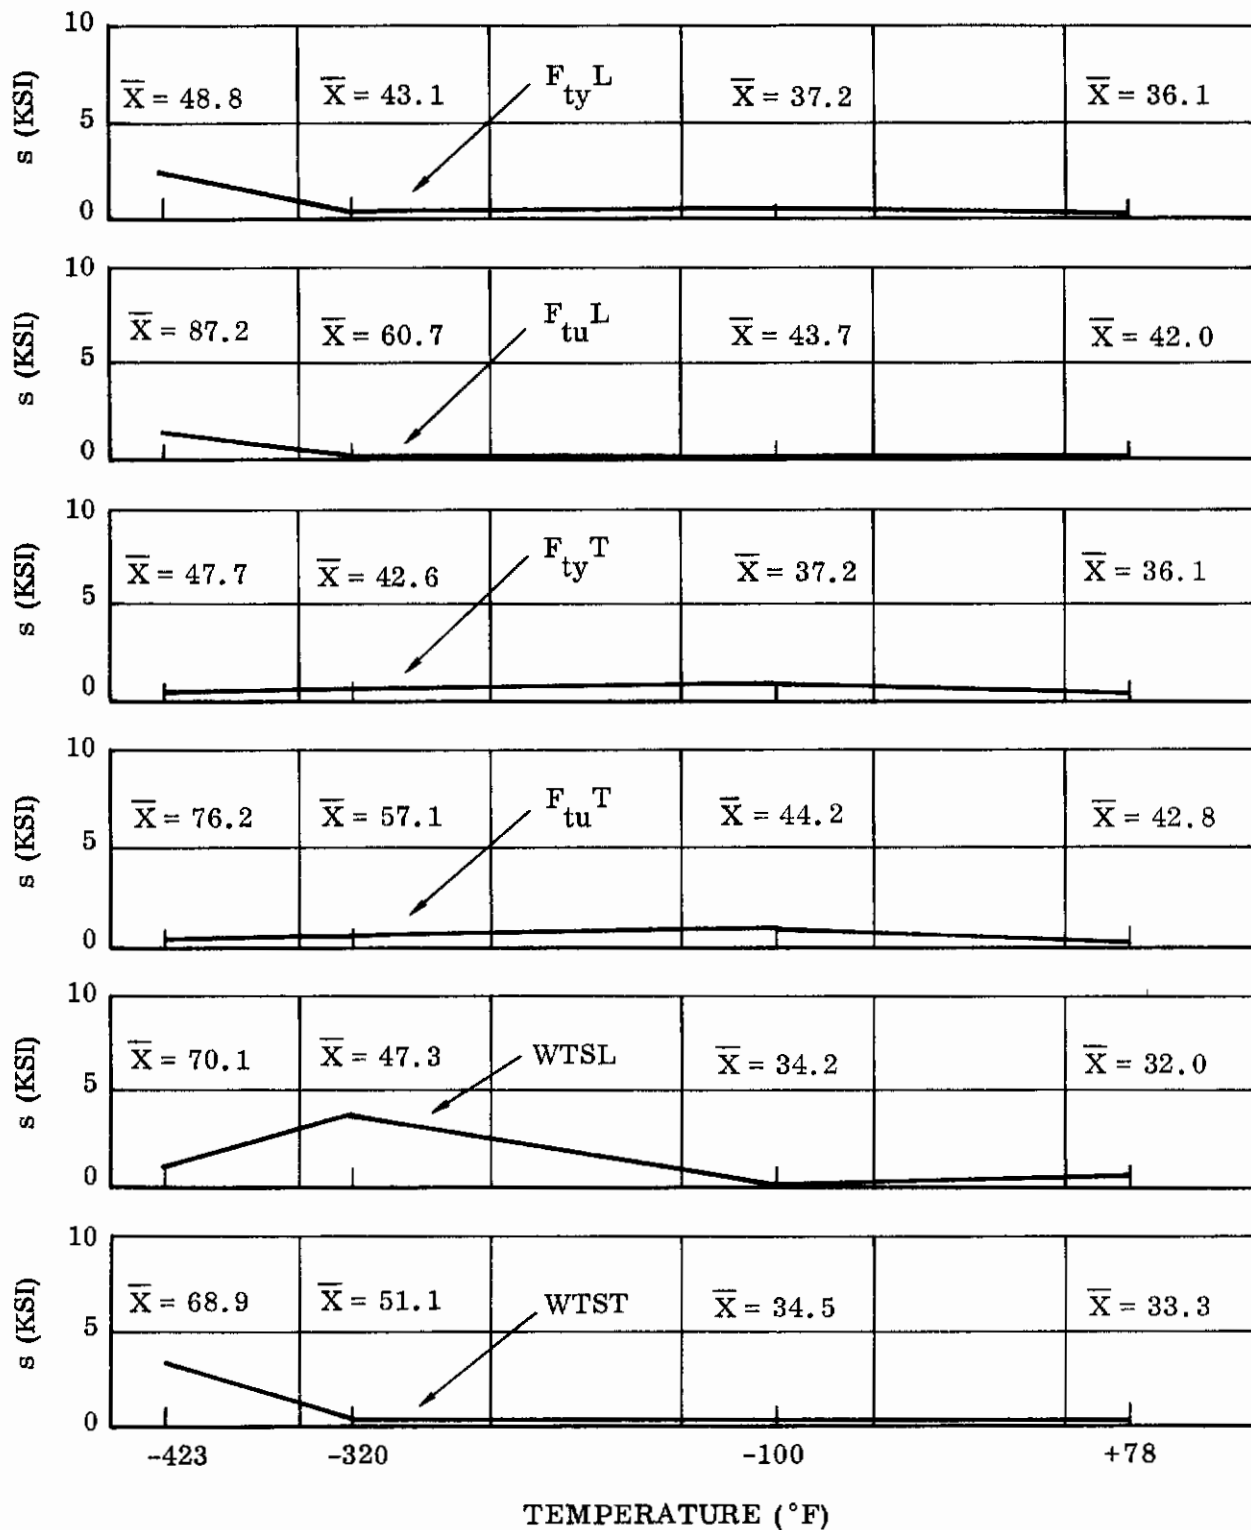 10
s (KSI)
5
0
X̅ = 48.8
X̅ = 43.1
F_ty L
X̅ = 37.2
X̅ = 36.1
10
s (KSI)
5
0
X̅ = 87.2
X̅ = 60.7
F_tu L
X̅ = 43.7
X̅ = 42.0
10
s (KSI)
5
0
X̅ = 47.7
X̅ = 42.6
F_ty T
X̅ = 37.2
X̅ = 36.1
10
s (KSI)
5
0
X̅ = 76.2
X̅ = 57.1
F_tu T
X̅ = 44.2
X̅ = 42.8
10
s (KSI)
5
0
X̅ = 70.1
X̅ = 47.3
WTSL
X̅ = 34.2
X̅ = 32.0
10
s (KSI)
5
0
X̅ = 68.9
X̅ = 51.1
WTST
X̅ = 34.5
X̅ = 33.3
-423
-320
-100
+78
TEMPERATURE (°F)